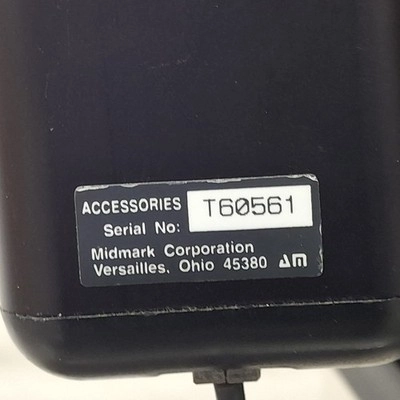 ACCESSORIES T60561
Serial No:
Midmark Corporation
Versailles, Ohio 45380